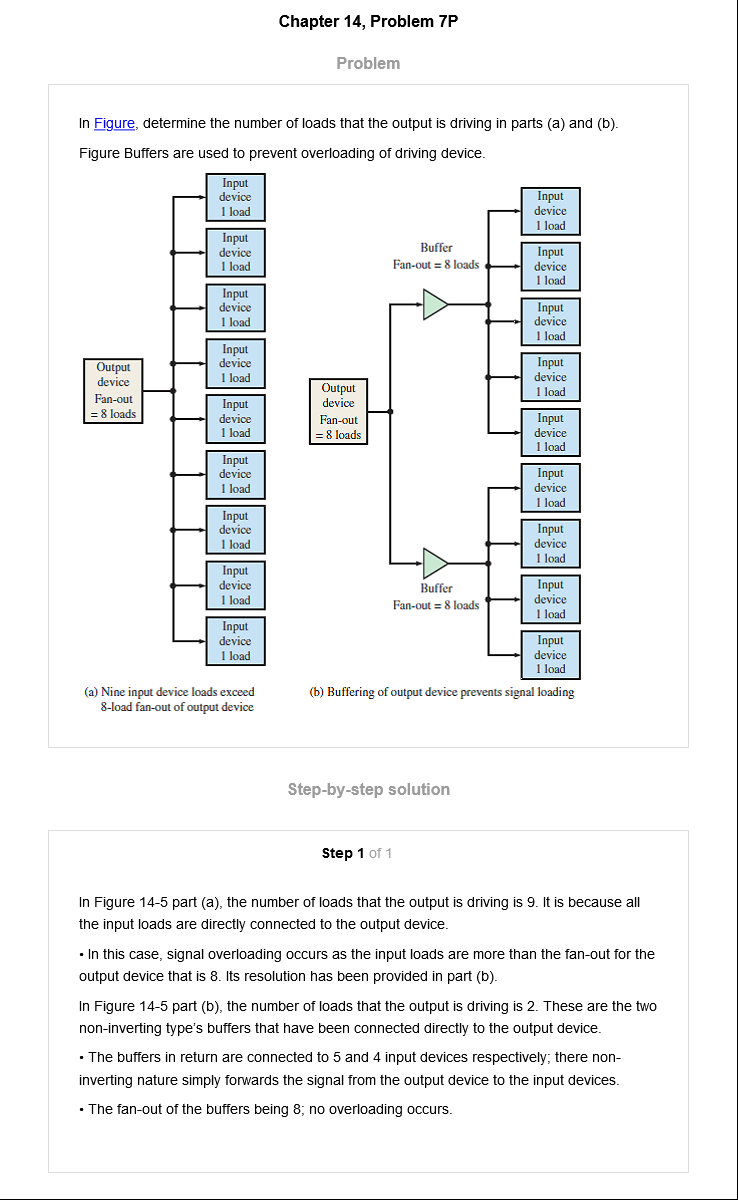 Chapter 14, Problem 7P
Problem
In Figure, determine the number of loads that the output is driving in parts (a) and (b).
Figure Buffers are used to prevent overloading of driving device.
Output
device
Fan-out
= 8 loads
Input
device
1 load
Input
device
1 load
Input
device
1 load
Input
device
1 load
Input
device
1 load
Input
device
1 load
Input
device
1 load
Input
device
1 load
Input
device
1 load
(a) Nine input device loads exceed
8-load fan-out of output device
Output
device
Fan-out
= 8 loads
Buffer
Fan-out = 8 loads
Buffer
Fan-out = 8 loads
Input
device
1 load
Input
device
1 load
Input
device
1 load
Input
device
1 load
Input
device
1 load
Input
device
1 load
Input
device
1 load
Input
device
1 load
Input
device
1 load
(b) Buffering of output device prevents signal loading
Step-by-step solution
Step 1 of 1
In Figure 14-5 part (a), the number of loads that the output is driving is 9. It is because all
the input loads are directly connected to the output device.
• In this case, signal overloading occurs as the input loads are more than the fan-out for the
output device that is 8. Its resolution has been provided in part (b).
In Figure 14-5 part (b), the number of loads that the output is driving is 2. These are the two
non-inverting type's buffers that have been connected directly to the output device.
• The buffers in return are connected to 5 and 4 input devices respectively; there non-
inverting nature simply forwards the signal from the output device to the input devices.
• The fan-out of the buffers being 8; no overloading occurs.